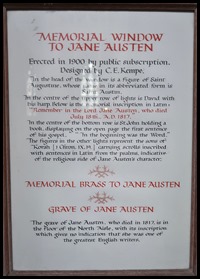 MEMORIAL WINDOW
TO JANE AUSTEN
Erected in 1900 by public subscription.
Designed by C.E. Kempe.
In the head of the window is a Figure of Saint
Augustine, whose name in its abbreviated form is
Austin.
In the centre of the upper row of lights is David with
his harp. Below is the inscription in Latin:
"Remember in the Lord Jane Austen, who died
July 18th, A.D. 1817."
In the centre of the bottom row is St John holding a
book, displaying on the open page the first sentence
of his gospel, "In the beginning was the Word."
The figures in the other lights represent the sons of
Korah carrying scrolls inscribed
with sentences in Latin from the psalms, indicative
of the religious side of Jane Austen's character.
MEMORIAL BRASS TO JANE AUSTEN
GRAVE OF JANE AUSTEN
The grave of Jane Austen, who died in 1817, is in
the Floor of the North Aisle, with its inscription
which gives no indication that she was one of
the greatest English writers.